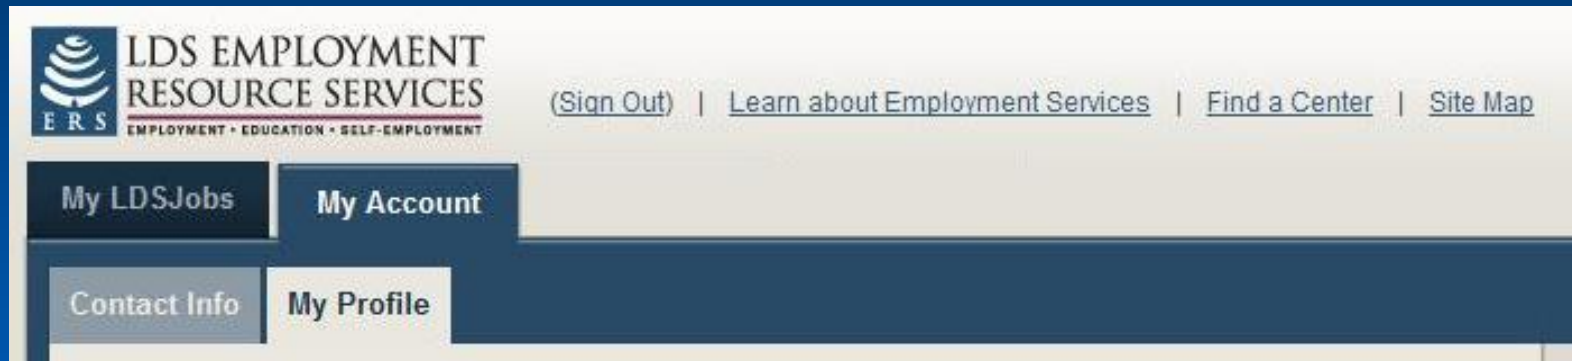 LDS EMPLOYMENT
RESOURCE SERVICES
ERS
EMPLOYMENT • EDUCATION • SELF-EMPLOYMENT
(Sign Out) | Learn about Employment Services | Find a Center | Site Map
My LDSJobs My Account
Contact Info My Profile